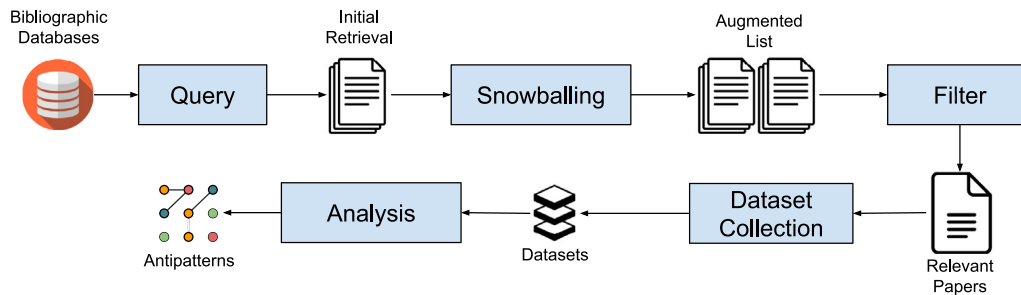 Bibliographic
Databases
Query
Initial
Retrieval
Snowballing
Augmented
List
Filter
Relevant
Papers
Dataset
Collection
Datasets
Analysis
Antipatterns